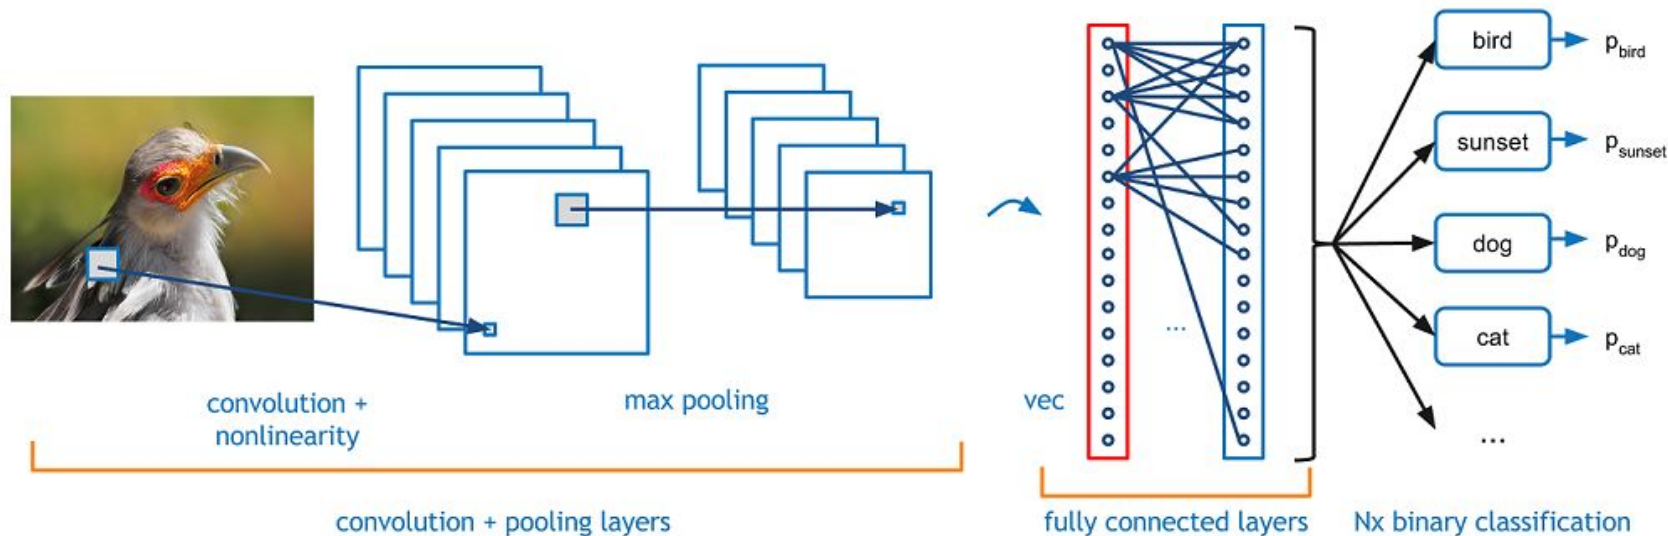 bird
p_bird
sunset
p_sunset
dog
p_dog
cat
p_cat
...
...
convolution +
nonlinearity
max pooling
vec
convolution + pooling layers
fully connected layers
Nx binary classification